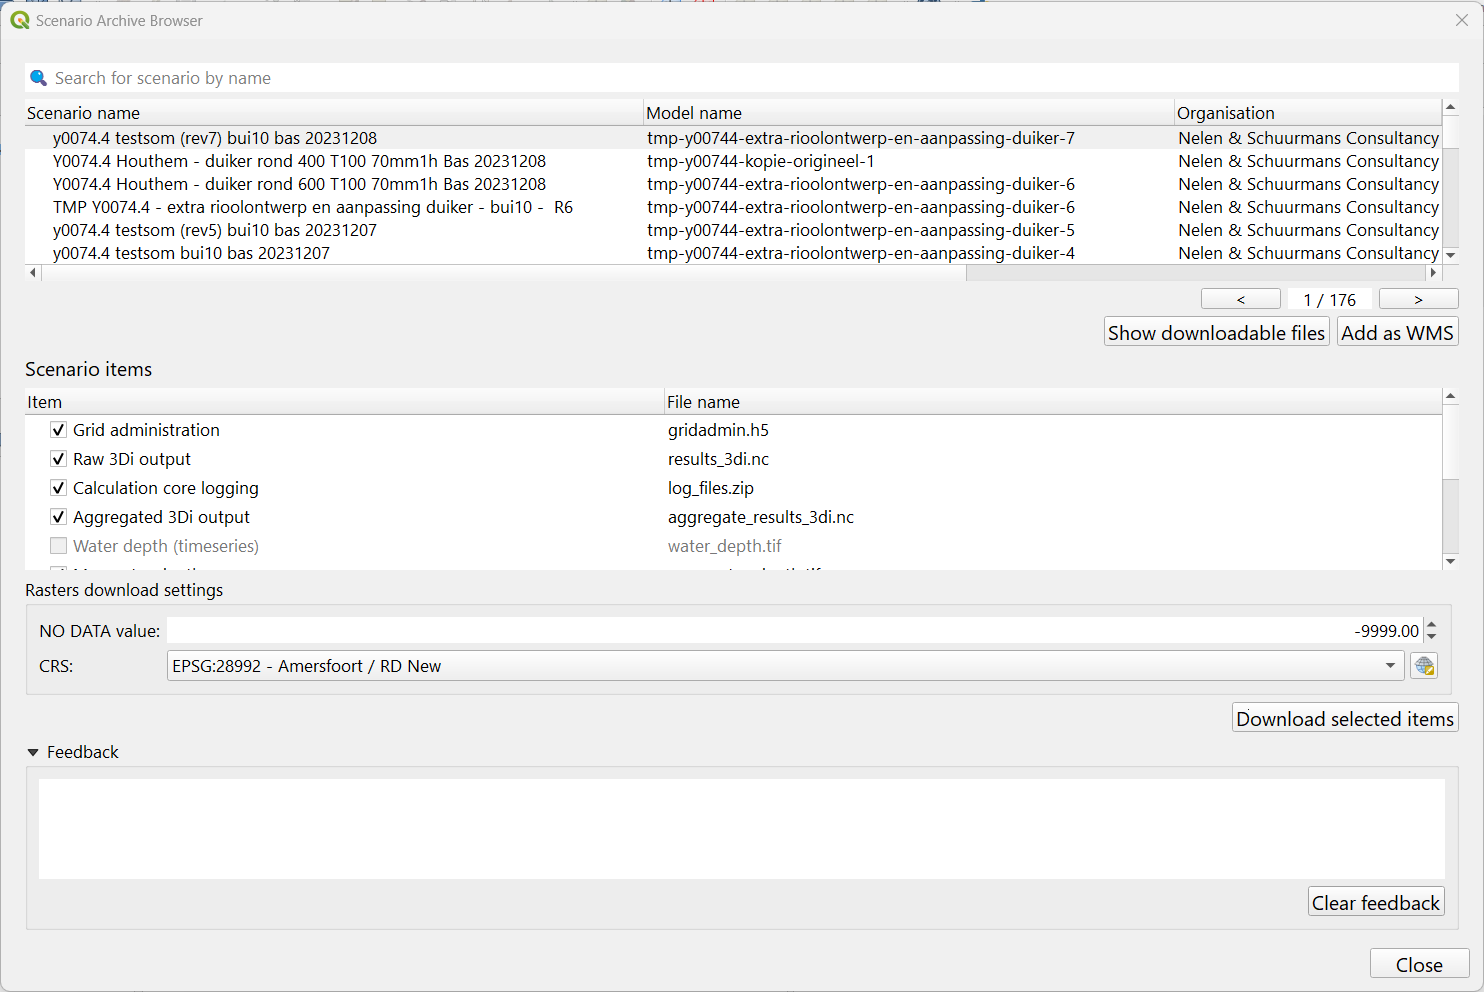 Scenario Archive Browser
Search for scenario by name
Scenario name Model name Organisation
y0074.4 testsom (rev7) bui10 bas 20231208 tmp-y00744-extra-rioolontwerp-en-aanpassing-duiker-7 Nelen & Schuurmans Consultancy
Y0074.4 Houthem - duiker rond 400 T100 70mm1h Bas 20231208 tmp-y00744-kopie-origineel-1 Nelen & Schuurmans Consultancy
Y0074.4 Houthem - duiker rond 600 T100 70mm1h Bas 20231208 tmp-y00744-extra-rioolontwerp-en-aanpassing-duiker-6 Nelen & Schuurmans Consultancy
TMP Y0074.4 - extra rioolontwerp en aanpassing duiker - bui10 - R6 tmp-y00744-extra-rioolontwerp-en-aanpassing-duiker-6 Nelen & Schuurmans Consultancy
y0074.4 testsom (rev5) bui10 bas 20231207 tmp-y00744-extra-rioolontwerp-en-aanpassing-duiker-5 Nelen & Schuurmans Consultancy
y0074.4 testsom bui10 bas 20231207 tmp-y00744-extra-rioolontwerp-en-aanpassing-duiker-4 Nelen & Schuurmans Consultancy
< 1 / 176 >
Show downloadable files Add as WMS
Scenario items
Item File name
Grid administration gridadmin.h5
Raw 3Di output results_3di.nc
Calculation core logging log_files.zip
Aggregated 3Di output aggregate_results_3di.nc
Water depth (timeseries) water_depth.tif
Rasters download settings
NO DATA value: -9999.00
CRS: EPSG:28992 - Amersfoort / RD New
Download selected items
Feedback
Clear feedback
Close